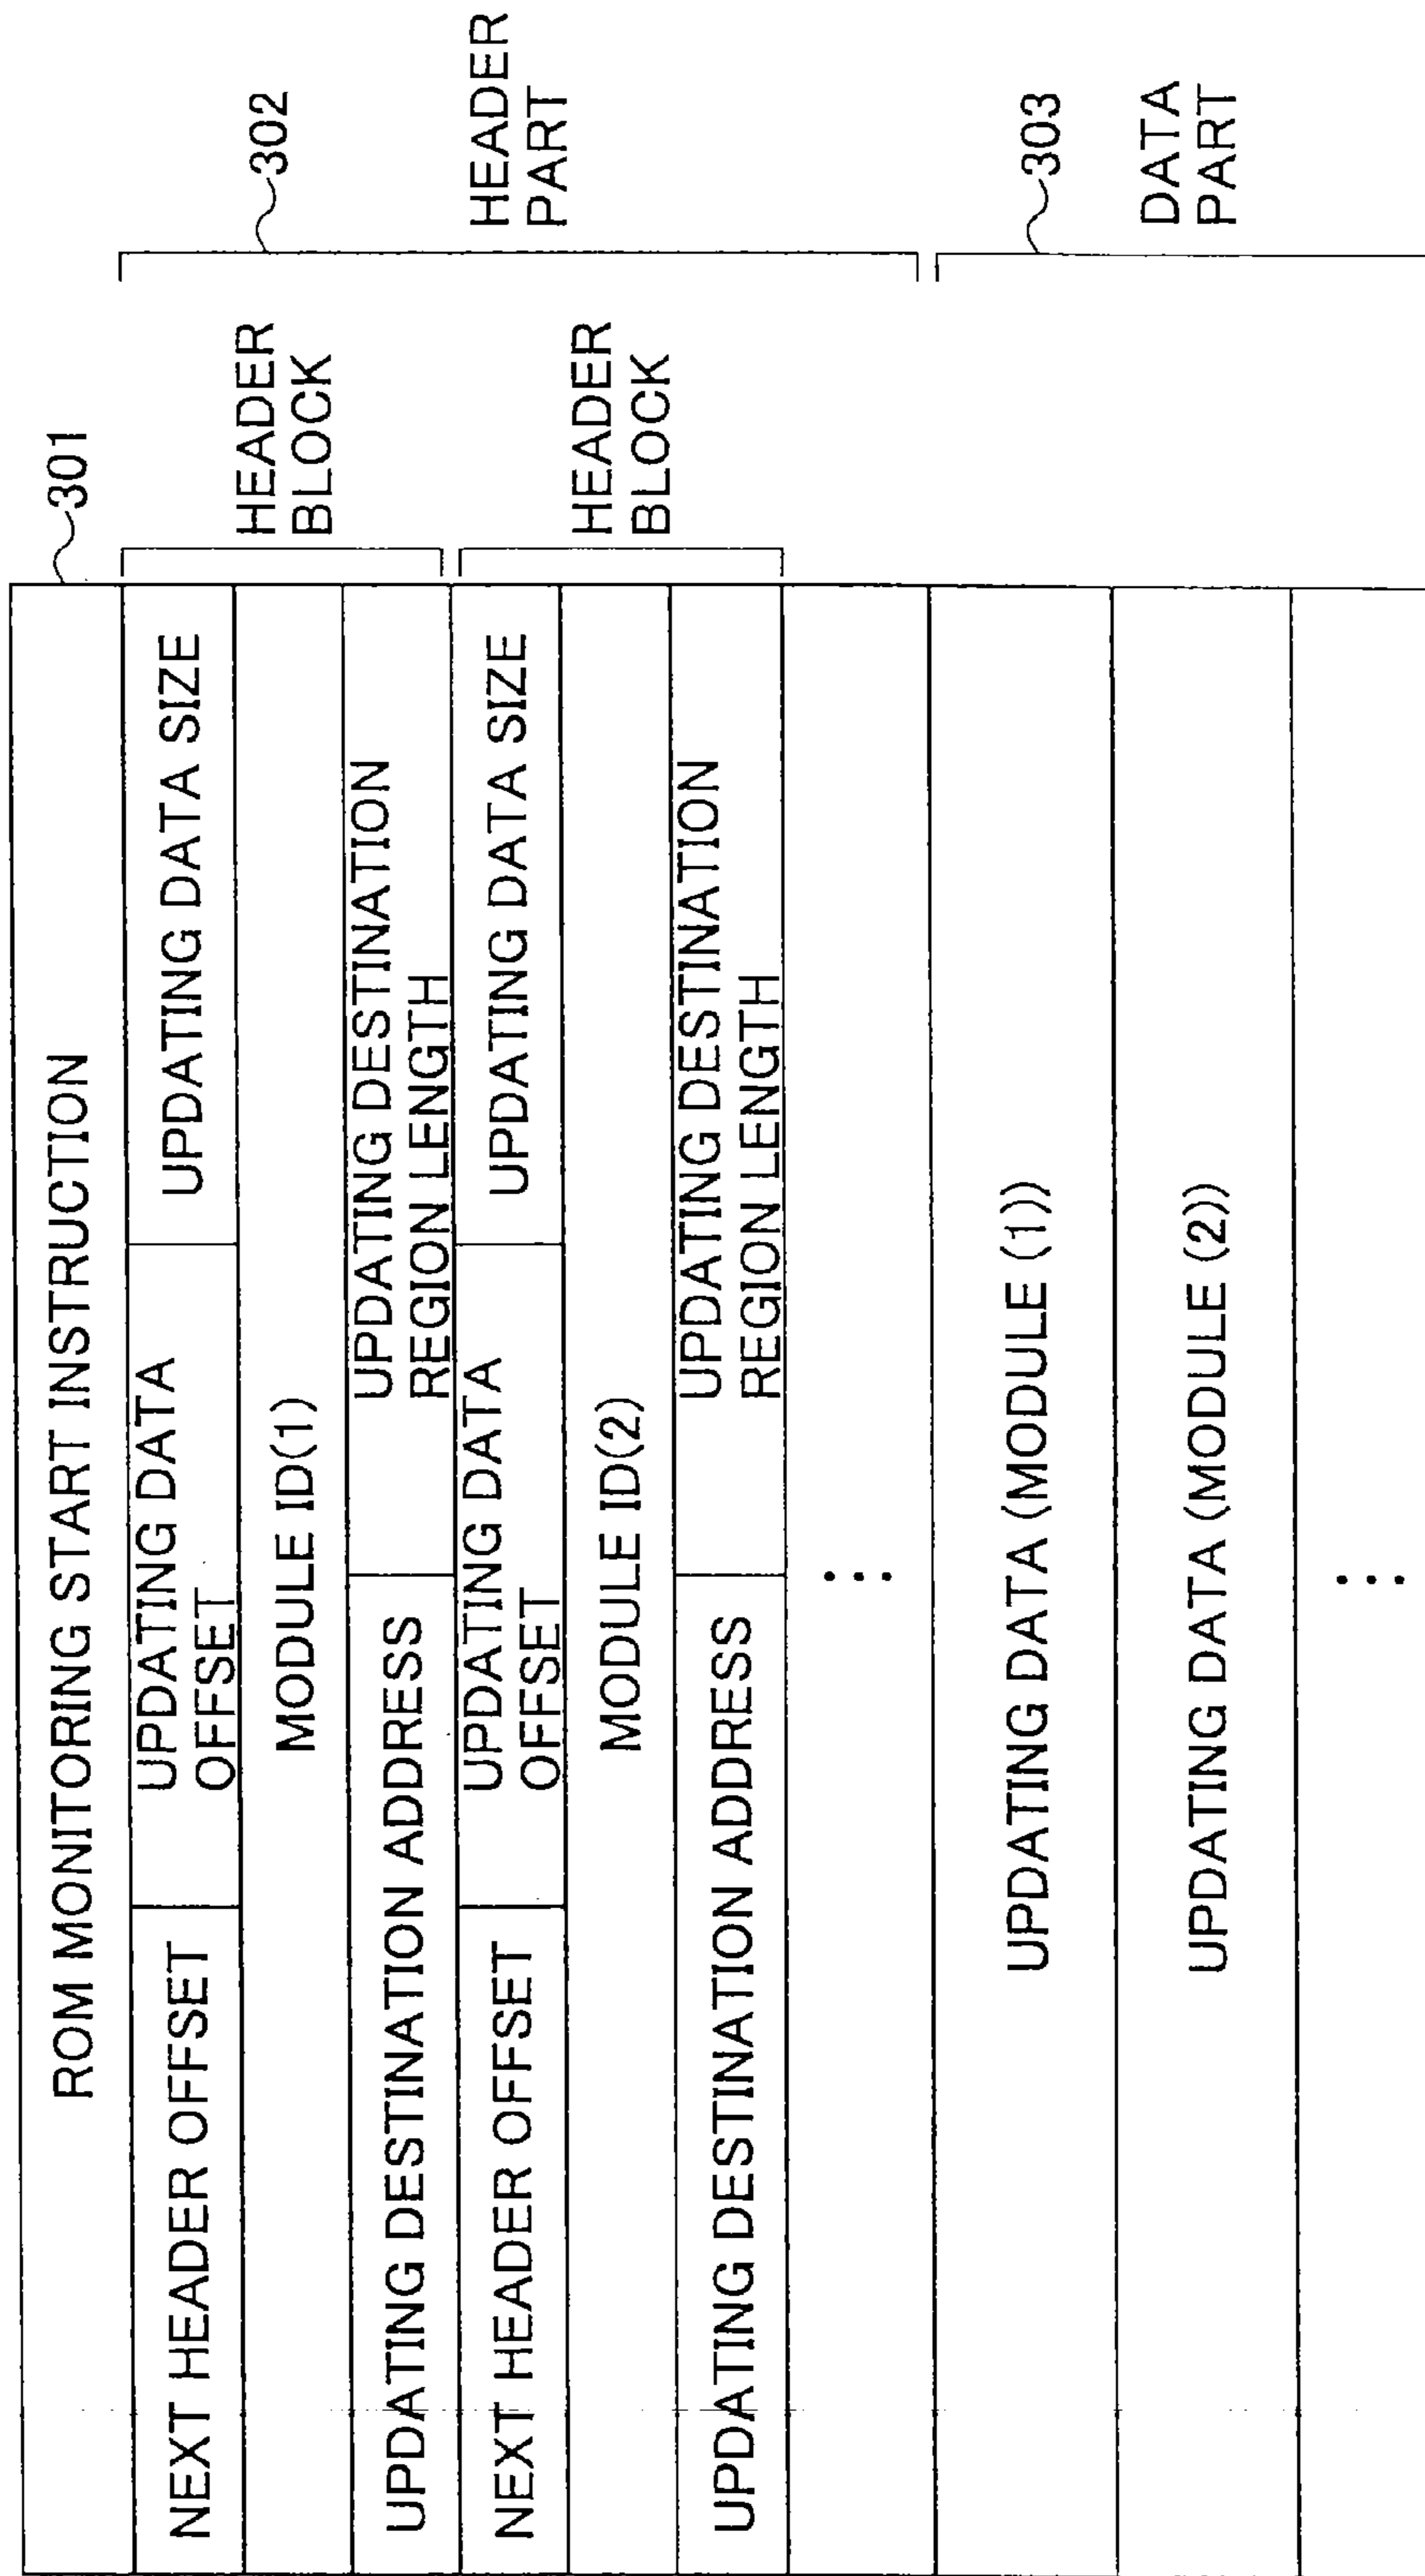 ROM MONITORING START INSTRUCTION
301
NEXT HEADER OFFSET
UPDATING DATA
OFFSET
UPDATING DATA SIZE
MODULE ID(1)
UPDATING DESTINATION ADDRESS
UPDATING DESTINATION
REGION LENGTH
HEADER
BLOCK
302
HEADER
PART
NEXT HEADER OFFSET
UPDATING DATA
OFFSET
UPDATING DATA SIZE
MODULE ID(2)
UPDATING DESTINATION ADDRESS
UPDATING DESTINATION
REGION LENGTH
HEADER
BLOCK
...
UPDATING DATA (MODULE (1))
UPDATING DATA (MODULE (2))
...
303
DATA
PART